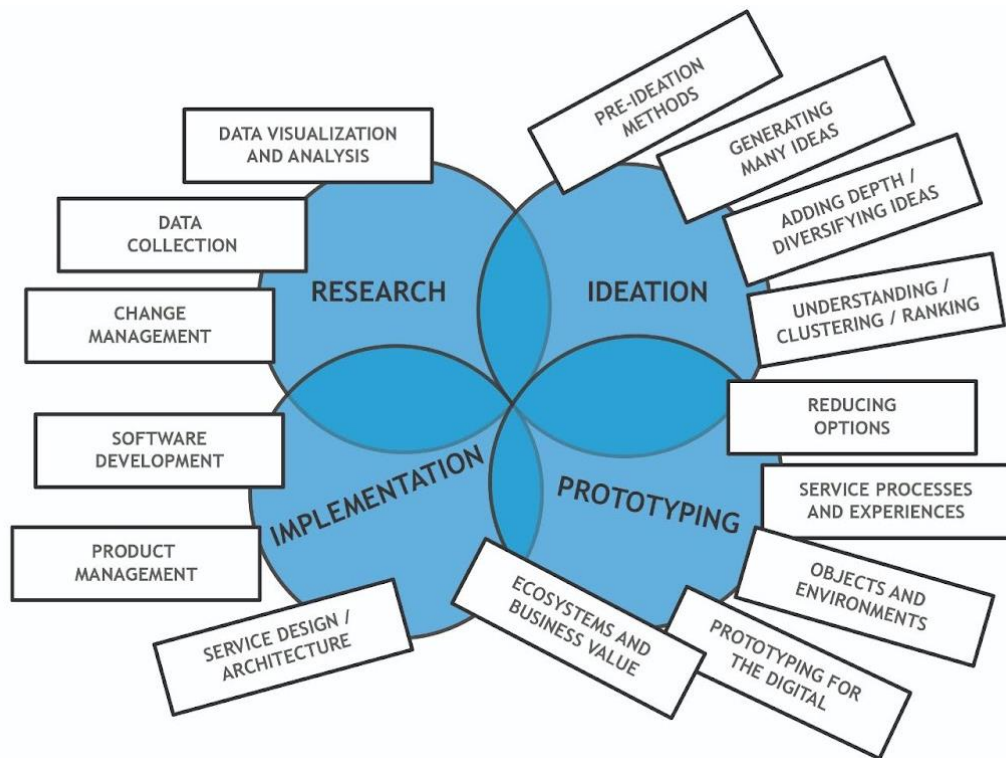 DATA VISUALIZATION
AND ANALYSIS
DATA
COLLECTION
CHANGE
MANAGEMENT
SOFTWARE
DEVELOPMENT
PRODUCT
MANAGEMENT
SERVICE DESIGN /
ARCHITECTURE
RESEARCH
IDEATION
IMPLEMENTATION
PROTOTYPING
PRE-IDEATION
METHODS
GENERATING
MANY IDEAS
ADDING DEPTH /
DIVERSIFYING IDEAS
UNDERSTANDING /
CLUSTERING / RANKING
REDUCING
OPTIONS
SERVICE PROCESSES
AND EXPERIENCES
OBJECTS AND
ENVIRONMENTS
PROTOTYPING FOR
THE DIGITAL
ECOSYSTEMS AND
BUSINESS VALUE